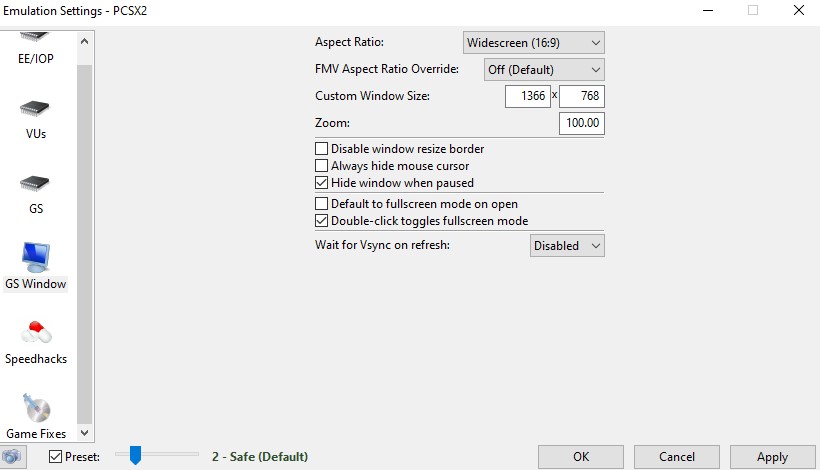 Emulation Settings - PCSX2
EE/IOP
VUs
GS
GS Window
Speedhacks
Game Fixes
Aspect Ratio: Widescreen (16:9)
FMV Aspect Ratio Override: Off (Default)
Custom Window Size: 1366 x 768
Zoom: 100.00
Disable window resize border
Always hide mouse cursor
Hide window when paused
Default to fullscreen mode on open
Double-click toggles fullscreen mode
Wait for Vsync on refresh: Disabled
Preset: 2 - Safe (Default) OK Cancel Apply